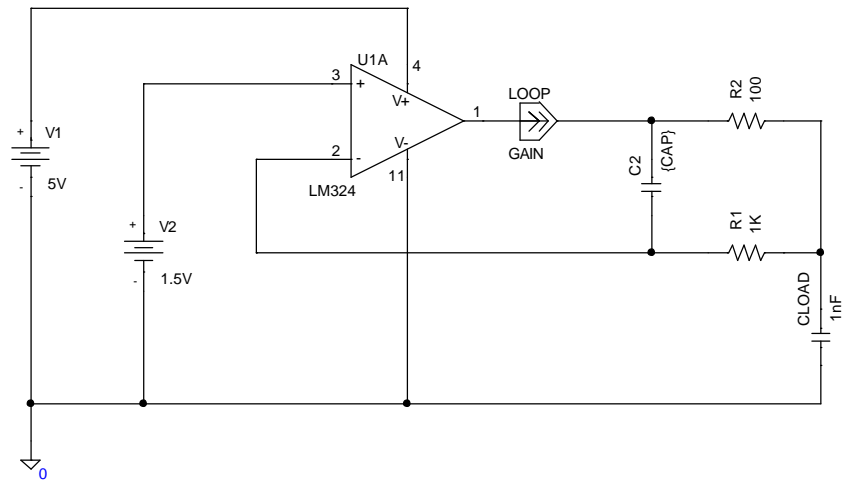 U1A
4
3
+
V+
1
LOOP
GAIN
R2
100
+
V1
-
5V
2
-
V-
11
LM324
C2
{CAP}
R1
1K
+
V2
-
1.5V
CLOAD
1nF
0